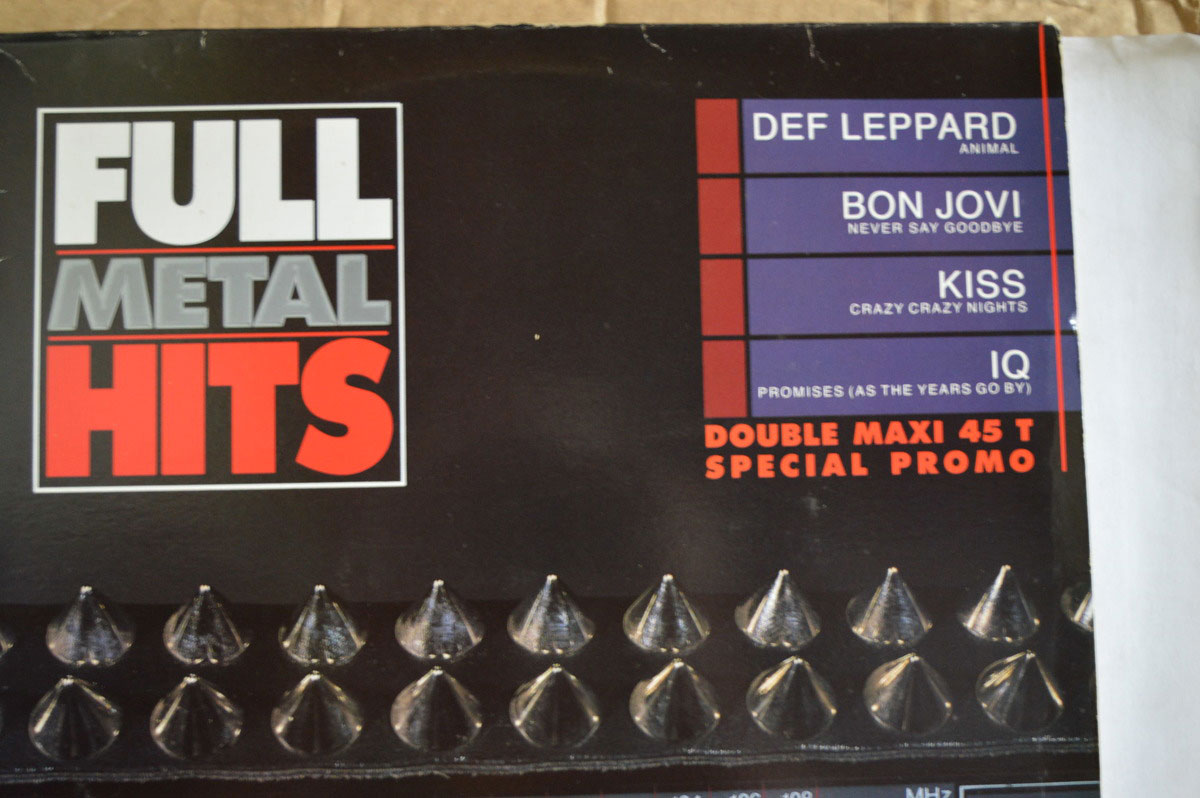 FULL
METAL
HITS
DEF LEPPARD
ANIMAL
BON JOVI
NEVER SAY GOODBYE
KISS
CRAZY CRAZY NIGHTS
IQ
PROMISES (AS THE YEARS GO BY)
DOUBLE MAXI 45 T
SPECIAL PROMO
MHz